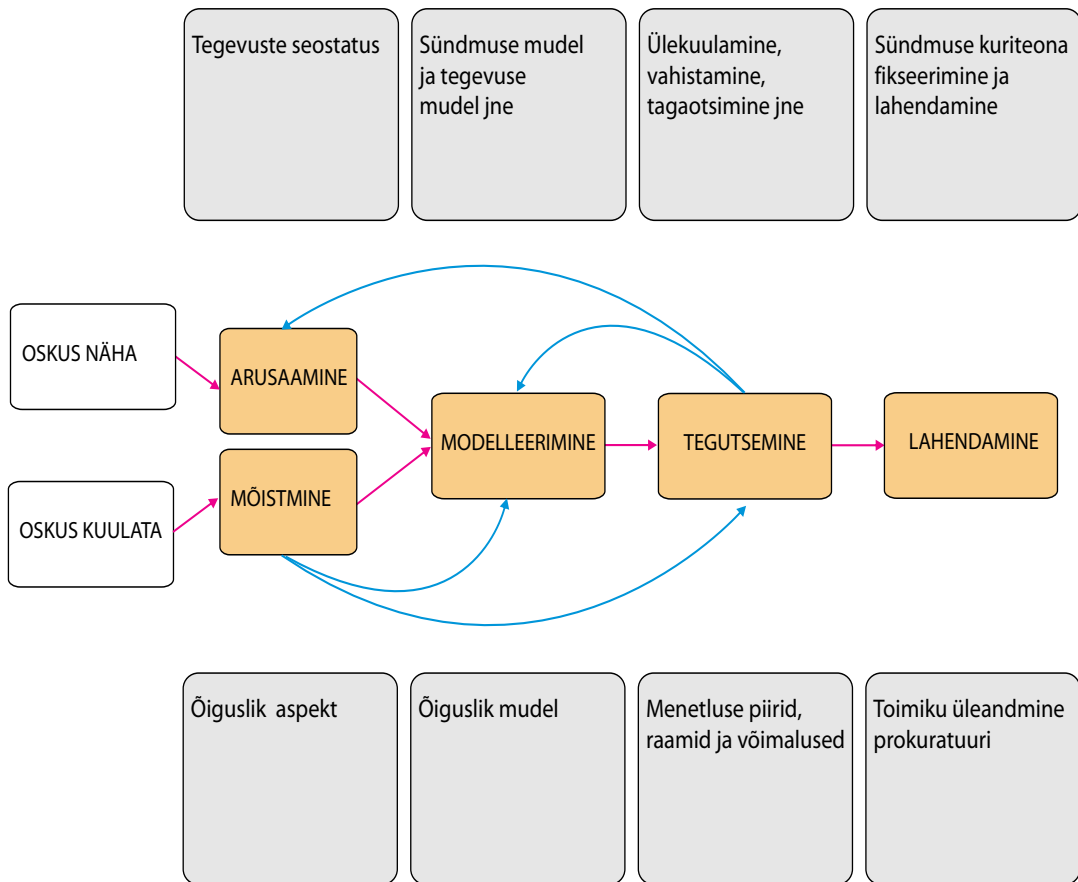 Tegevuste seostatus
Sündmuse mudel
ja tegevuse
mudel jne
Ülekuulamine,
vahistamine,
tagaotsimine jne
Sündmuse kuriteona
fikseerimine ja
lahendamine
OSKUS NÄHA
ARUSAAMINE
MODELLEERIMINE
TEGUTSEMINE
LAHENDAMINE
MÕISTMINE
OSKUS KUULATA
Õiguslik aspekt
Õiguslik mudel
Menetluse piirid,
raamid ja võimalused
Toimiku üleandmine
prokuratuuri